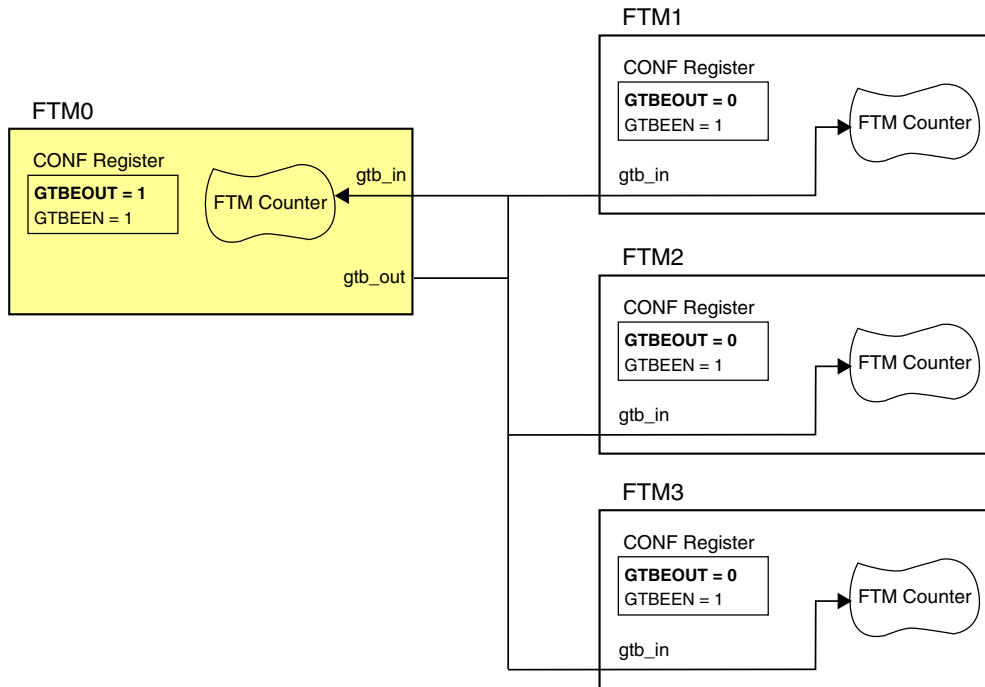 FTM0
CONF Register
GTBEOUT = 1
GTBEEN = 1
FTM Counter
gtb_in
gtb_out
FTM1
CONF Register
GTBEOUT = 0
GTBEEN = 1
FTM Counter
gtb_in
FTM2
CONF Register
GTBEOUT = 0
GTBEEN = 1
FTM Counter
gtb_in
FTM3
CONF Register
GTBEOUT = 0
GTBEEN = 1
FTM Counter
gtb_in